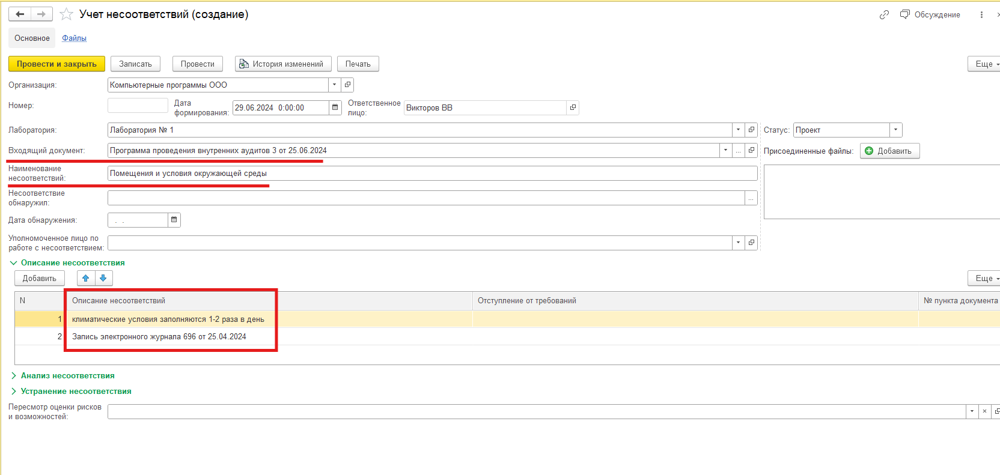 Учет несоответствий (создание)
Обсуждение
Основное Файлы
Провести и закрыть Записать Провести История изменений Печать Еще
Организация: Компьютерные программы ООО
Номер: Дата формирования: 29.06.2024 0:00:00 Ответственное лицо: Викторов ВВ
Лаборатория: Лаборатория № 1 Статус: Проект
Входящий документ: Программа проведения внутренних аудитов 3 от 25.06.2024 ... Присоединенные файлы: Добавить
Наименование
несоответствий: Помещения и условия окружающей среды
Несоответствие
обнаружил: ...
Дата обнаружения: . .
Уполномоченное лицо по
работе с несоответствием:
Описание несоответствия
Добавить Еще
N Описание несоответствий Отступление от требований № пункта документа
1 климатические условия заполняются 1-2 раза в день
2 Запись электронного журнала 696 от 25.04.2024
Анализ несоответствия
Устранение несоответствия
Пересмотр оценки рисков
и возможностей: